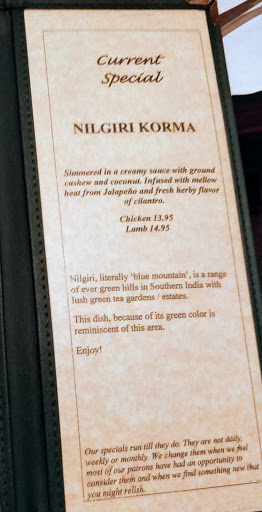 Current
Special
NILGIRI KORMA
Simmered in a creamy sauce with ground
cashew and coconut. Infused with mellow
heat from Jalapeño and fresh herby flavor
of cilantro.
Chicken 13.95
Lamb 14.95
Nilgiri, literally 'blue mountain', is a range
of ever green hills in Southern India with
lush green tea gardens / estates.
This dish, because of its green color is
reminiscent of this area.
Enjoy!
Our specials run till they do. They are not daily,
weekly or monthly. We change them when we feel
most of our patrons have had an opportunity to
consider them and when we find something new that
you might relish.